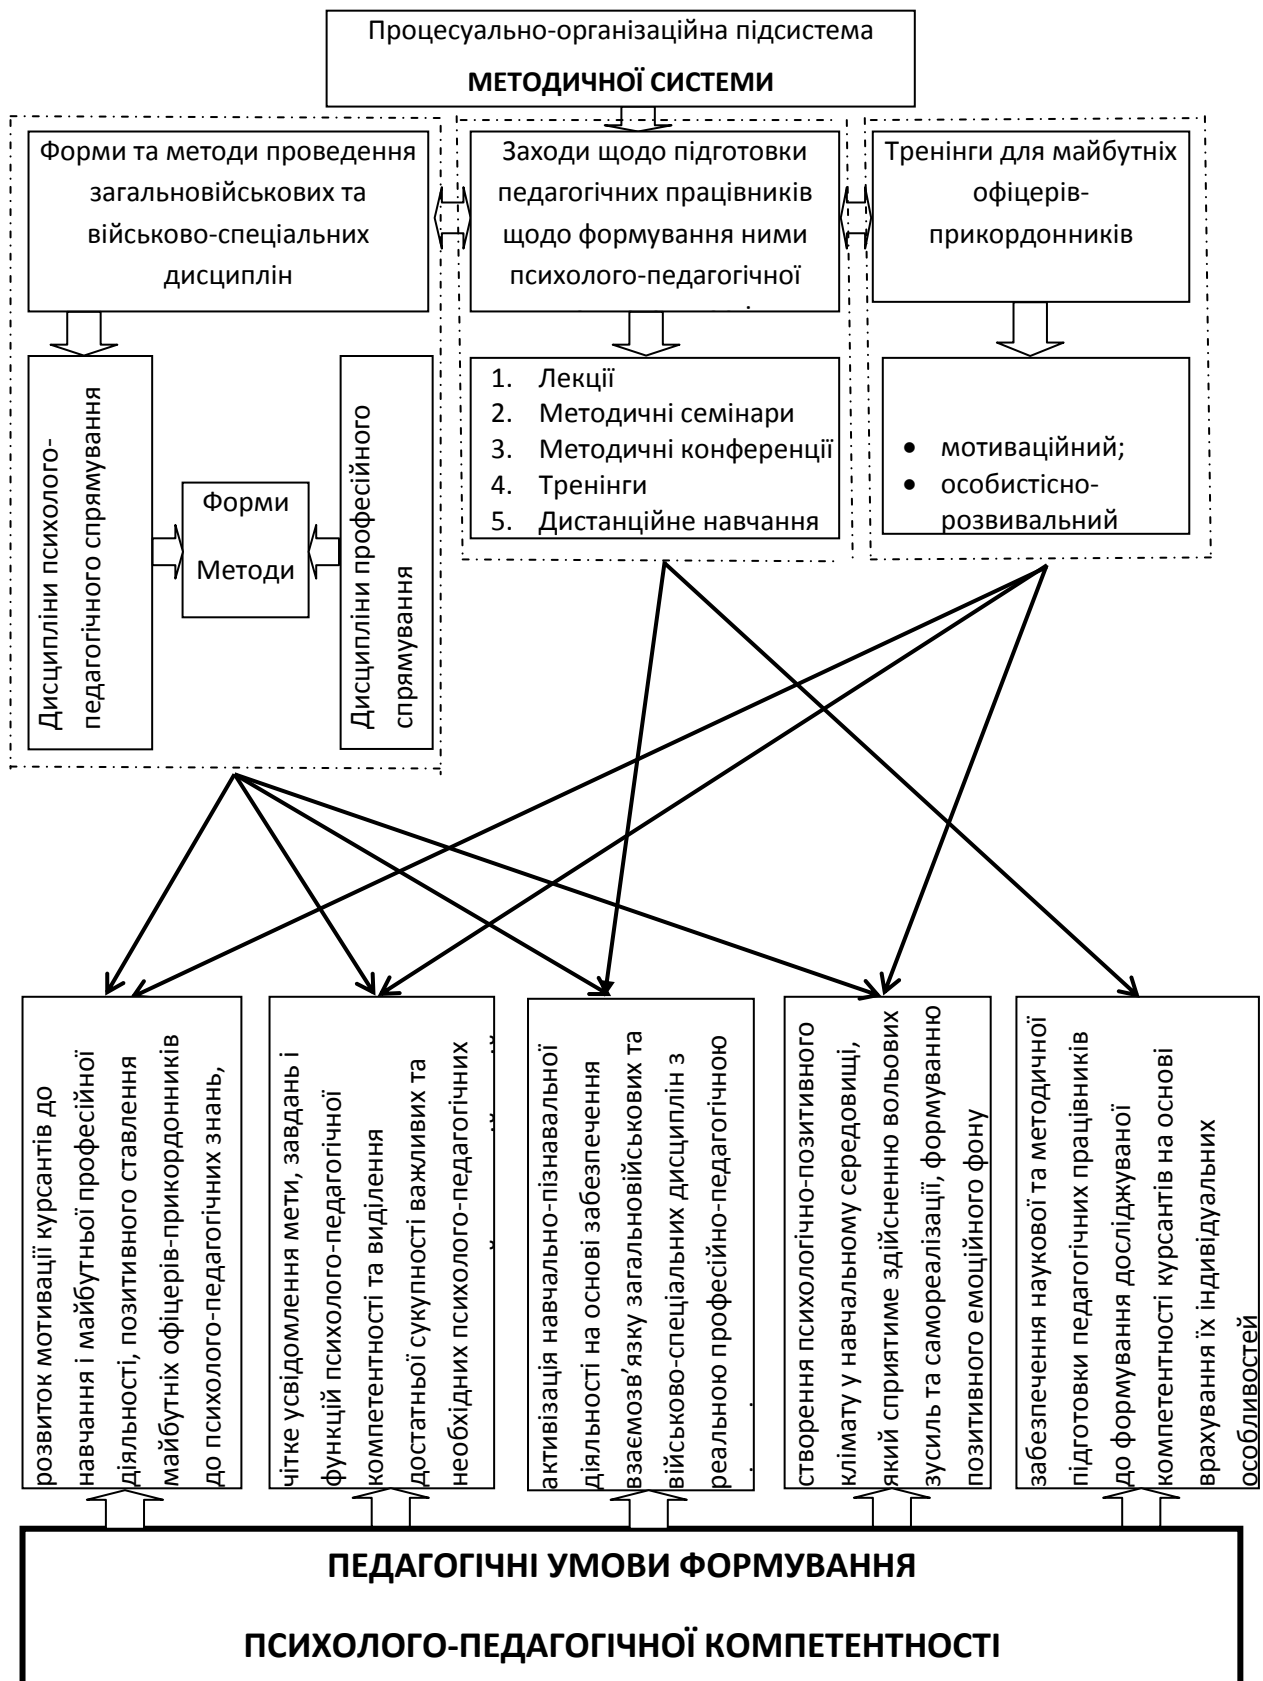 Процесуально-організаційна підсистема
МЕТОДИЧНОЇ СИСТЕМИ
Форми та методи проведення
загальновійськових та
військово-спеціальних
дисциплін
Заходи щодо підготовки
педагогічних працівників
щодо формування ними
психолого-педагогічної
Тренінги для майбутніх
офіцерів-
прикордонників
Дисципліни психолого-
педагогічного спрямування
Форми
Методи
Дисципліни професійного
спрямування
1. Лекції
2. Методичні семінари
3. Методичні конференції
4. Тренінги
5. Дистанційне навчання
• мотиваційний;
• особистісно-
розвивальний
розвиток мотивації курсантів до
навчання і майбутньої професійної
діяльності, позитивного ставлення
майбутніх офіцерів-прикордонників
до психолого-педагогічних знань,
чітке усвідомлення мети, завдань і
функцій психолого-педагогічної
компетентності та виділення
достатньої сукупності важливих та
необхідних психолого-педагогічних
активізація навчально-пізнавальної
діяльності на основі забезпечення
взаємозв’язку загальновійськових та
військово-спеціальних дисциплін з
реальною професійно-педагогічною
створення психологічно-позитивного
клімату у навчальному середовищі,
який сприятиме здійсненню вольових
зусиль та самореалізації, формуванню
позитивного емоційного фону
забезпечення наукової та методичної
підготовки педагогічних працівників
до формування досліджуваної
компетентності курсантів на основі
врахування їх індивідуальних
особливостей
ПЕДАГОГІЧНІ УМОВИ ФОРМУВАННЯ
ПСИХОЛОГО-ПЕДАГОГІЧНОЇ КОМПЕТЕНТНОСТІ